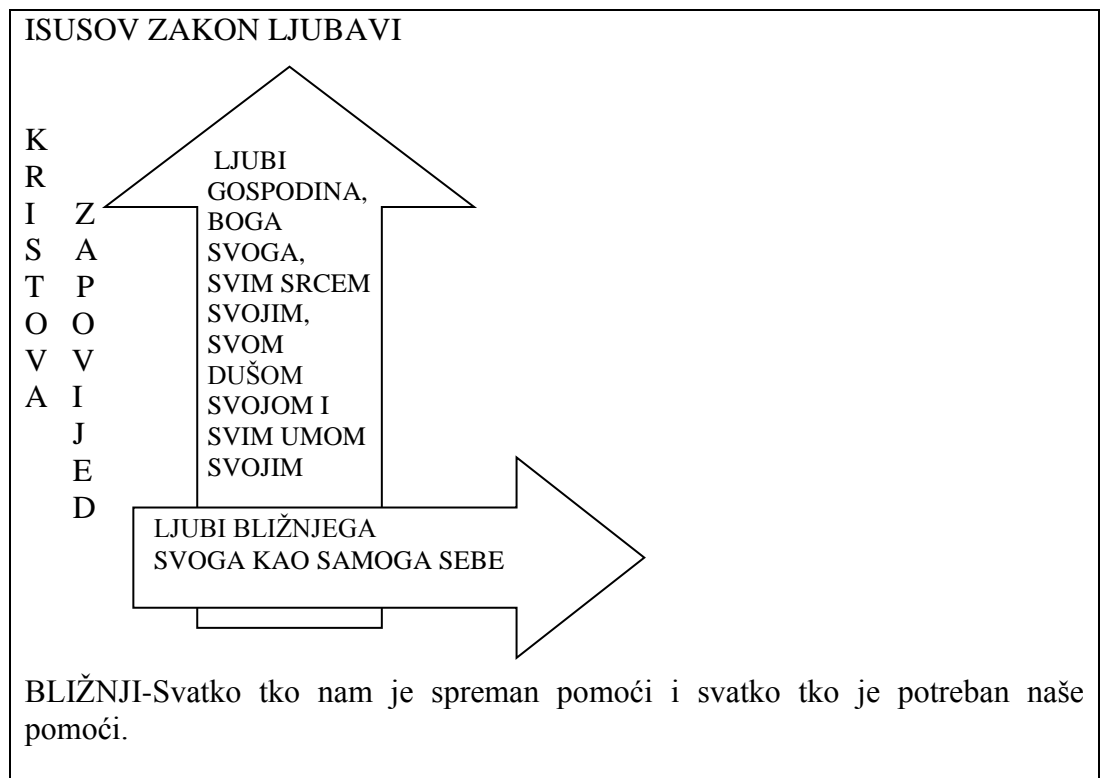 ISUSOV ZAKON LJUBAVI
KRISTOVA
ZAPOVIJED
LJUBI
GOSPODINA,
BOGA
SVOGA,
SVIM SRCEM
SVOJIM,
SVOM
DUŠOM
SVOJOM I
SVIM UMOM
SVOJIM
LJUBI BLIŽNJEGA
SVOGA KAO SAMOGA SEBE
BLIŽNJI-Svatko tko nam je spreman pomoći i svatko tko je potreban naše
pomoći.